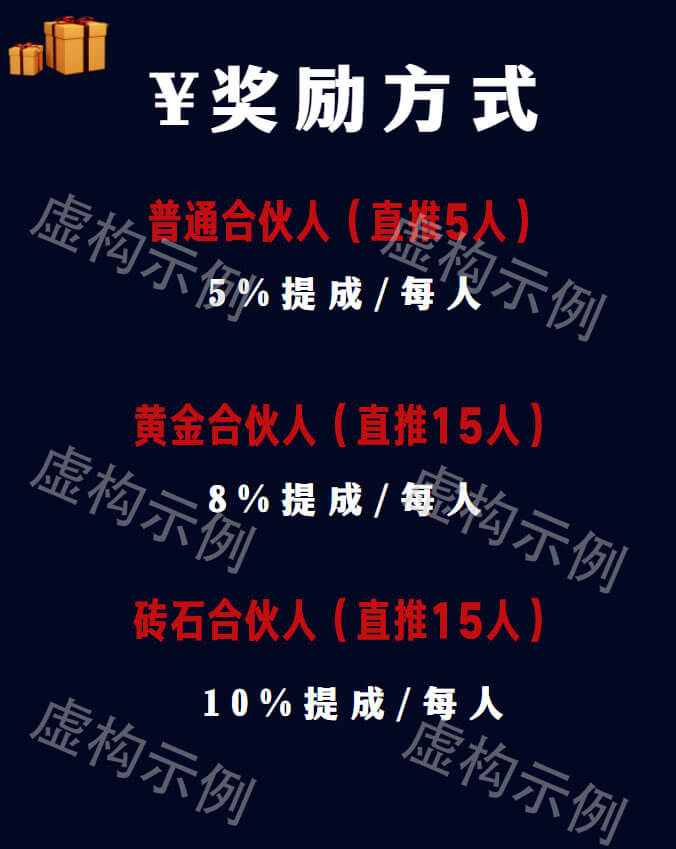 ¥奖励方式
普通合伙人（直推5人）
5%提成/每人
黄金合伙人（直推15人）
8%提成/每人
砖石合伙人（直推15人）
10%提成/每人
虚构示例
虚构示例
虚构示例
虚构示例
虚构示例
虚构示例